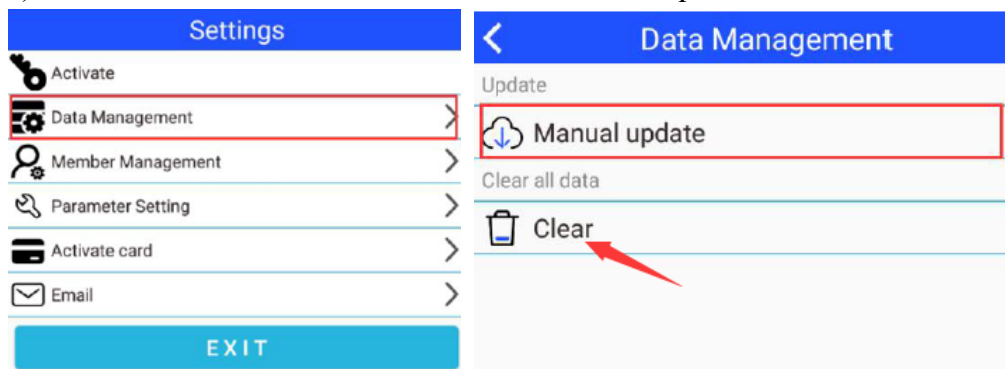 Settings
Activate
Data Management
Member Management
Parameter Setting
Activate card
Email
EXIT
Data Management
Update
Manual update
Clear all data
Clear